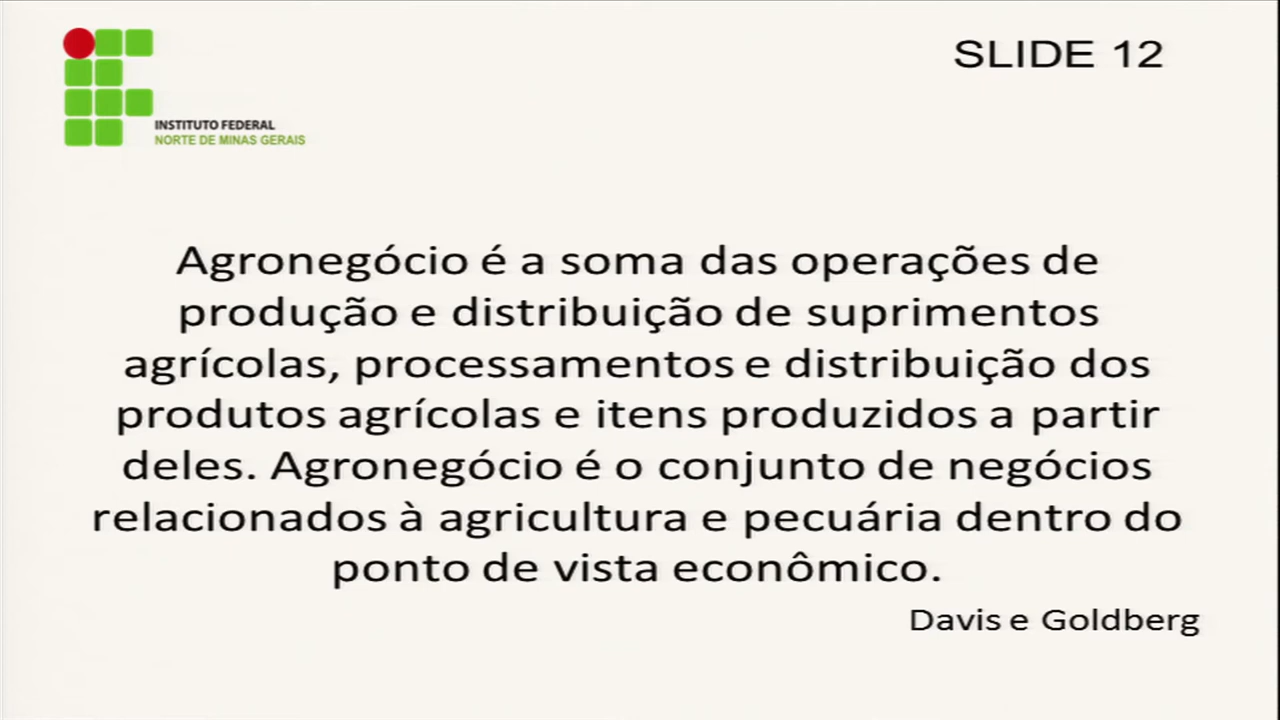 SLIDE 12
INSTITUTO FEDERAL
NORTE DE MINAS GERAIS
Agronegócio é a soma das operações de
produção e distribuição de suprimentos
agrícolas, processamentos e distribuição dos
produtos agrícolas e itens produzidos a partir
deles. Agronegócio é o conjunto de negócios
relacionados à agricultura e pecuária dentro do
ponto de vista econômico.
Davis e Goldberg